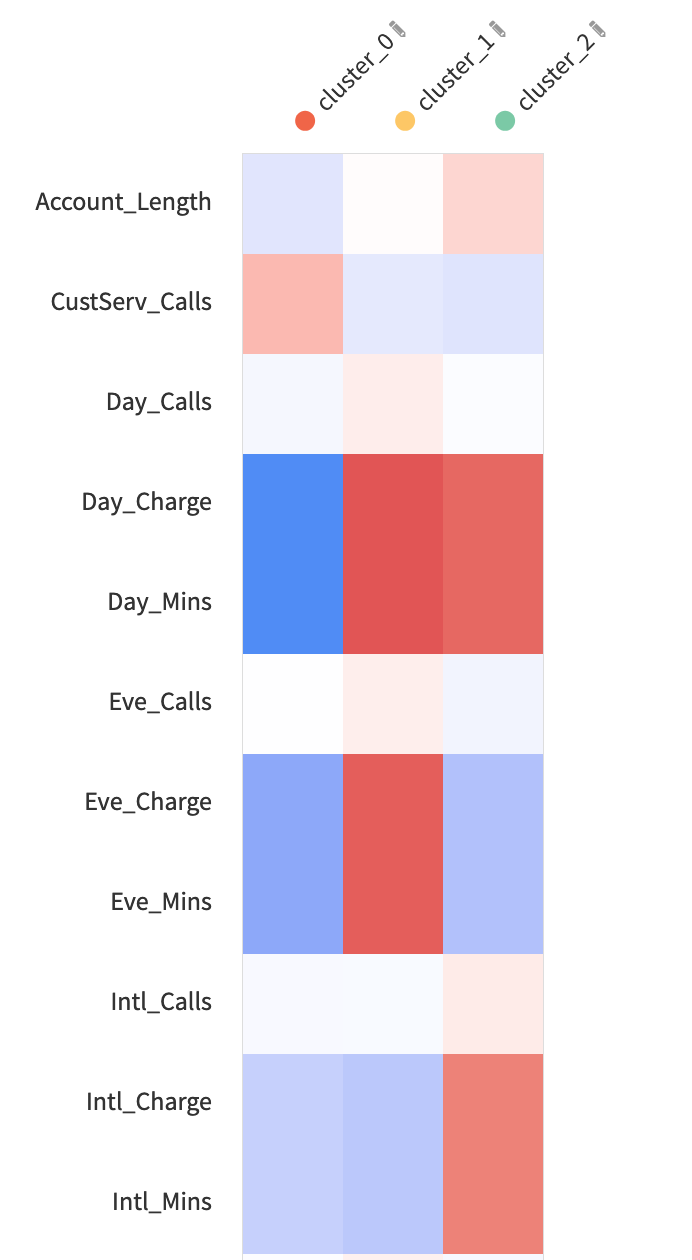 cluster_0
cluster_1
cluster_2
Account_Length
CustServ_Calls
Day_Calls
Day_Charge
Day_Mins
Eve_Calls
Eve_Charge
Eve_Mins
Intl_Calls
Intl_Charge
Intl_Mins